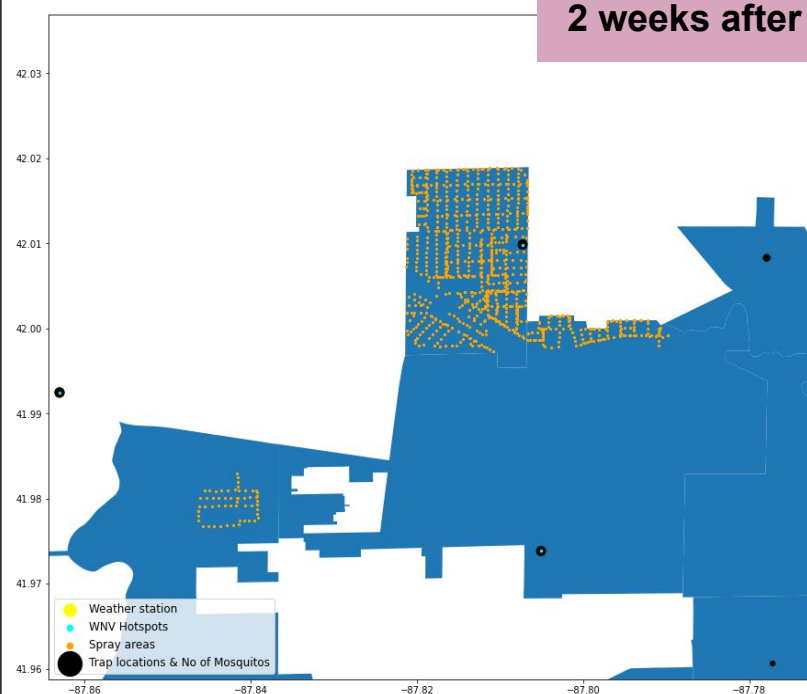 2 weeks after
42.03
42.02
42.01
42.00
41.99
41.98
41.97
41.96
Weather station
WNV Hotspots
Spray areas
Trap locations & No of Mosquitos
−87.86
−87.84
−87.82
−87.80
−87.78